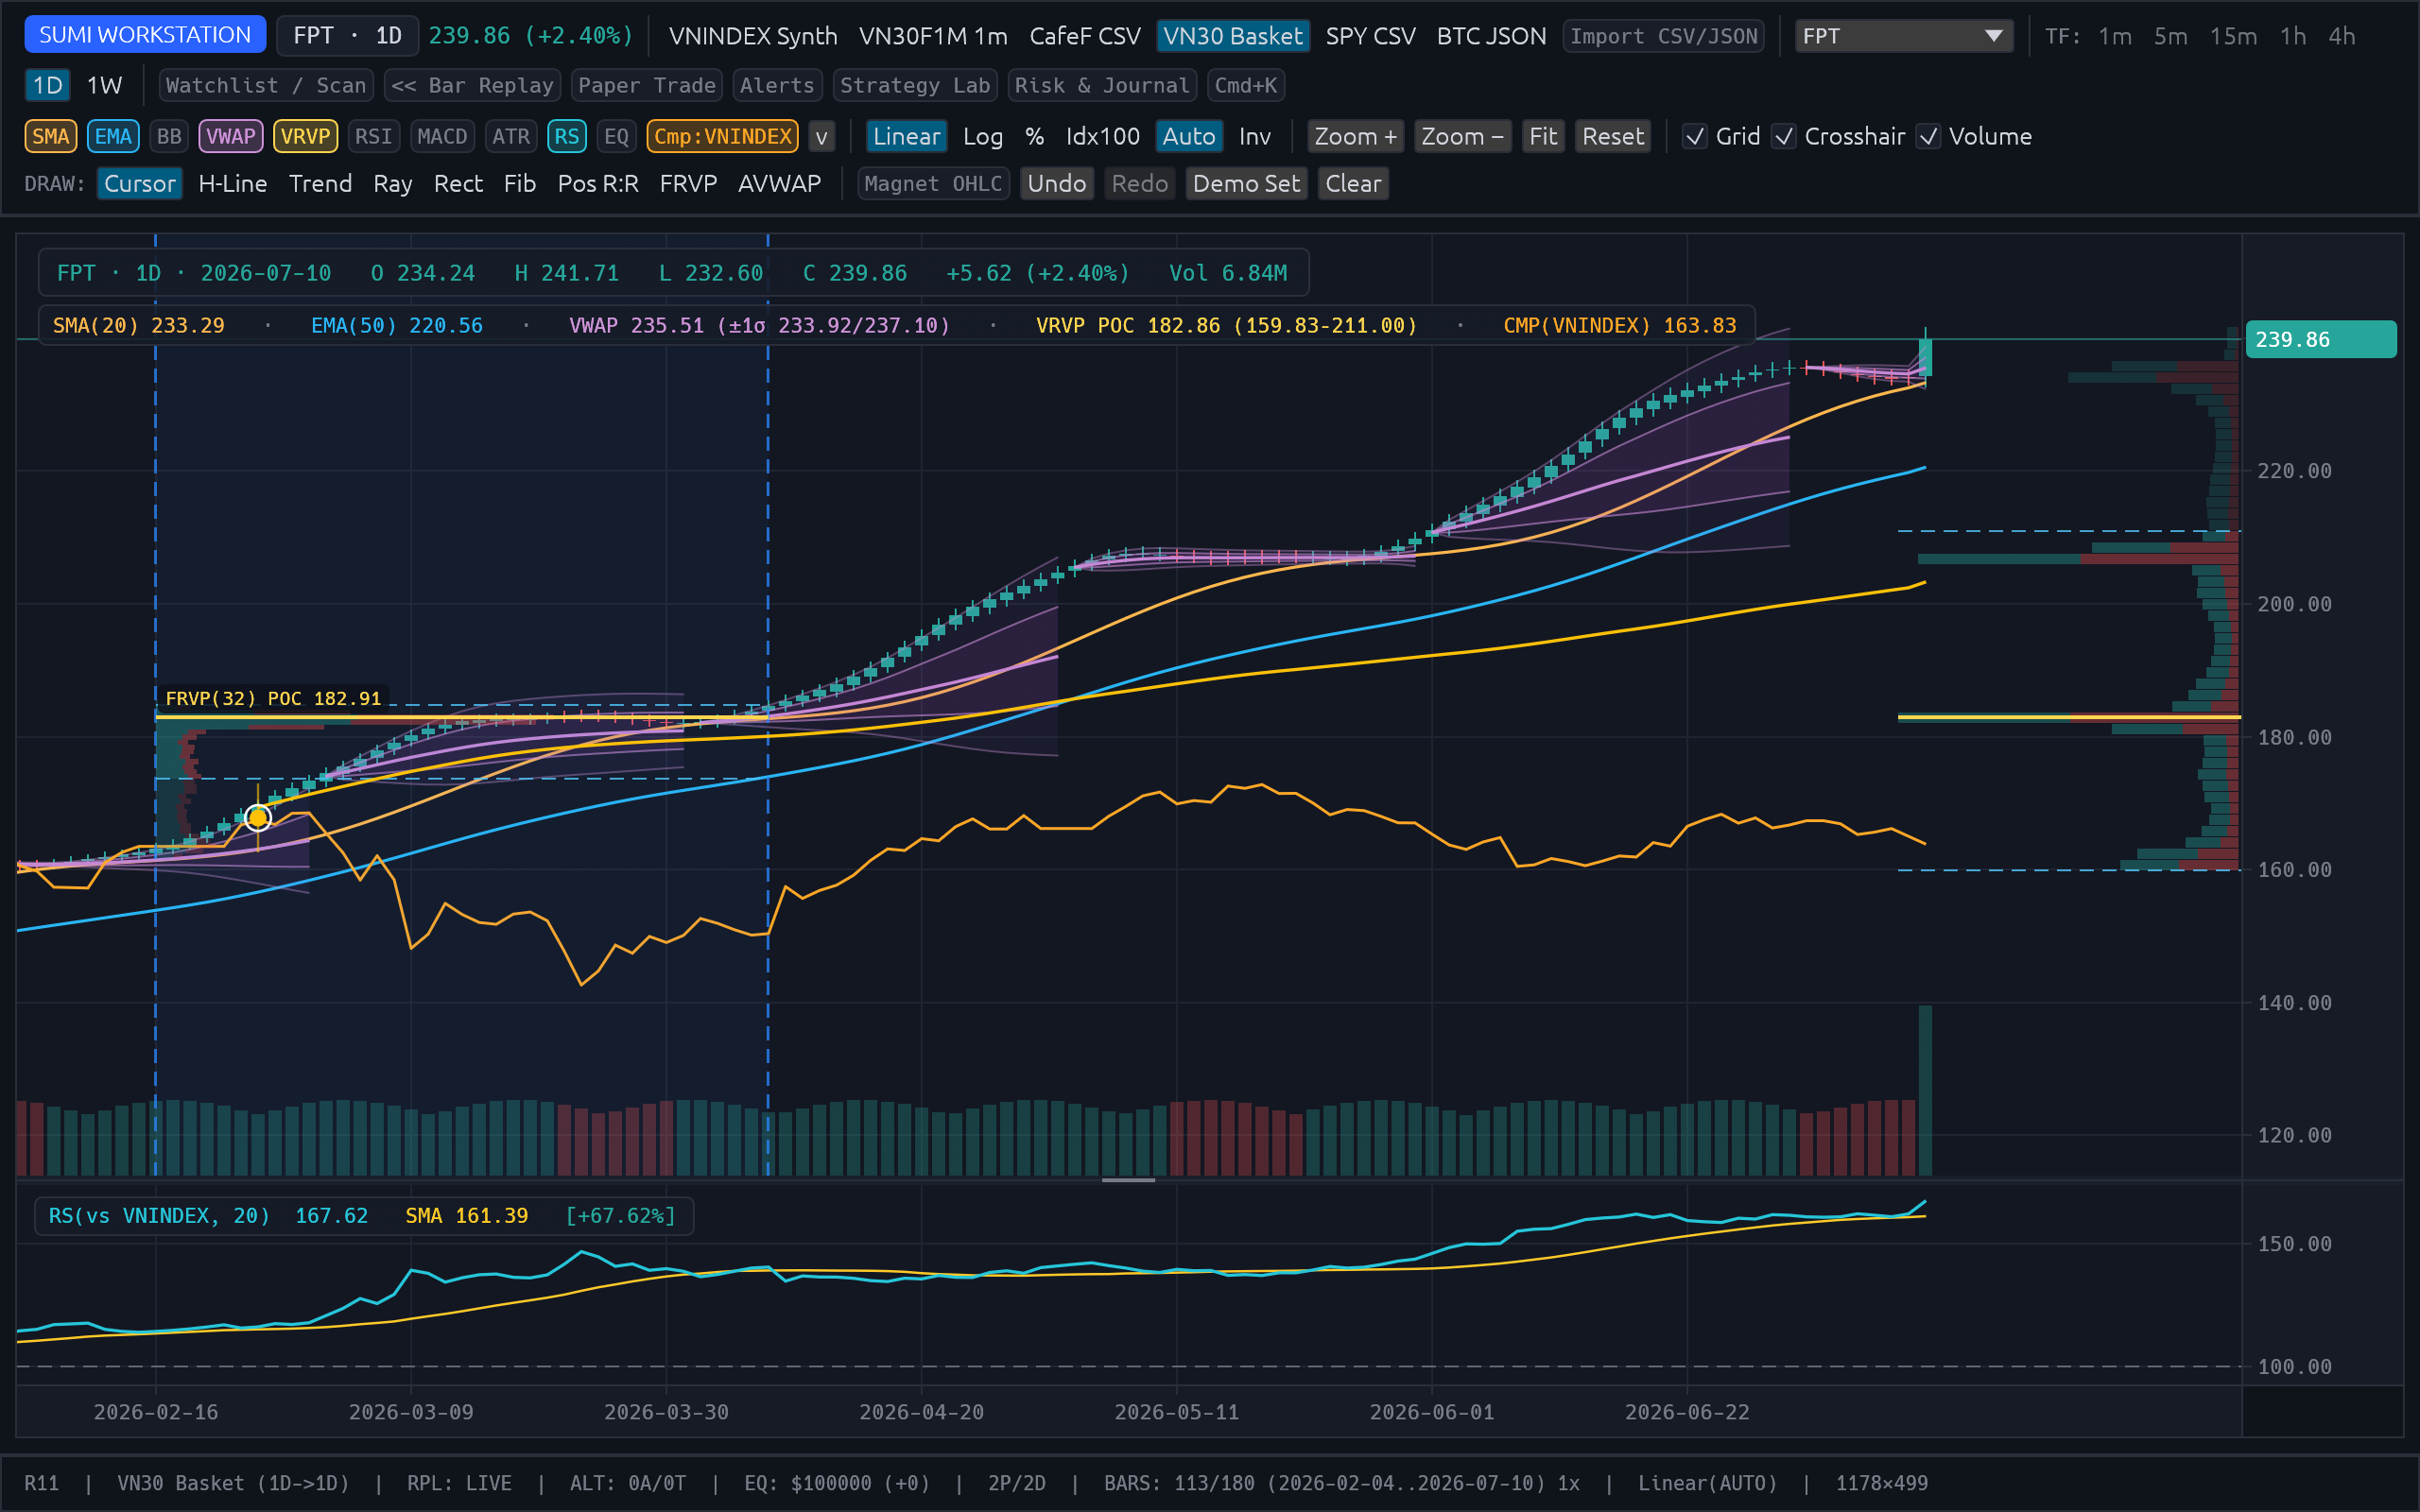 SUMI WORKSTATION FPT · 1D 239.86 (+2.40%) VNINDEX Synth VN30F1M 1m CafeF CSV VN30 Basket SPY CSV BTC JSON Import CSV/JSON FPT TF: 1m 5m 15m 1h 4h
1D 1W Watchlist / Scan << Bar Replay Paper Trade Alerts Strategy Lab Risk & Journal Cmd+K
SMA EMA BB VWAP VRVP RSI MACD ATR RS EQ Cmp:VNINDEX v Linear Log % Idx100 Auto Inv Zoom + Zoom − Fit Reset Grid Crosshair Volume
DRAW: Cursor H-Line Trend Ray Rect Fib Pos R:R FRVP AVWAP Magnet OHLC Undo Redo Demo Set Clear
FPT · 1D · 2026-07-10 O 234.24 H 241.71 L 232.60 C 239.86 +5.62 (+2.40%) Vol 6.84M
SMA(20) 233.29 · EMA(50) 220.56 · VWAP 235.51 (±1σ 233.92/237.10) · VRVP POC 182.86 (159.83-211.00) · CMP(VNINDEX) 163.83
239.86
220.00
200.00
FRVP(32) POC 182.91
180.00
160.00
140.00
120.00
RS(vs VNINDEX, 20) 167.62 SMA 161.39 [+67.62%]
150.00
100.00
2026-02-16 2026-03-09 2026-03-30 2026-04-20 2026-05-11 2026-06-01 2026-06-22
R11 | VN30 Basket (1D->1D) | RPL: LIVE | ALT: 0A/0T | EQ: $100000 (+0) | 2P/2D | BARS: 113/180 (2026-02-04..2026-07-10) 1x | Linear(AUTO) | 1178×499